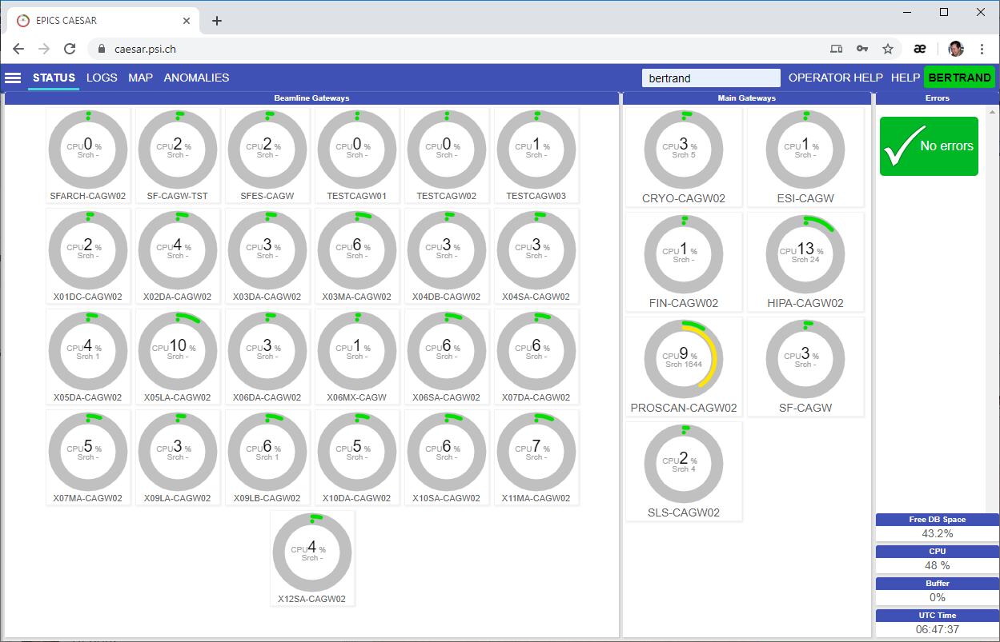 EPICS CAESAR
caesar.psi.ch
æ
STATUS LOGS MAP ANOMALIES bertrand OPERATOR HELP HELP BERTRAND
Beamline Gateways
CPU 0 %
Srch -
SFARCH-CAGW02
CPU 2 %
Srch -
SF-CAGW-TST
CPU 2 %
Srch -
SFES-CAGW
CPU 0 %
Srch -
TESTCAGW01
CPU 0 %
Srch -
TESTCAGW02
CPU 1 %
Srch -
TESTCAGW03
CPU 2 %
Srch -
X01DC-CAGW02
CPU 4 %
Srch -
X02DA-CAGW02
CPU 3 %
Srch -
X03DA-CAGW02
CPU 6 %
Srch -
X03MA-CAGW02
CPU 3 %
Srch -
X04DB-CAGW02
CPU 3 %
Srch -
X04SA-CAGW02
CPU 4 %
Srch 1
X05DA-CAGW02
CPU 10 %
Srch -
X05LA-CAGW02
CPU 3 %
Srch -
X06DA-CAGW02
CPU 1 %
Srch -
X06MX-CAGW
CPU 6 %
Srch -
X06SA-CAGW02
CPU 6 %
Srch -
X07DA-CAGW02
CPU 5 %
Srch -
X07MA-CAGW02
CPU 3 %
Srch -
X09LA-CAGW02
CPU 6 %
Srch 1
X09LB-CAGW02
CPU 5 %
Srch -
X10DA-CAGW02
CPU 6 %
Srch -
X10SA-CAGW02
CPU 7 %
Srch -
X11MA-CAGW02
CPU 4 %
Srch -
X12SA-CAGW02
Main Gateways
CPU 3 %
Srch 5
CRYO-CAGW02
CPU 1 %
Srch -
ESI-CAGW
CPU 1 %
Srch -
FIN-CAGW02
CPU 13 %
Srch 24
HIPA-CAGW02
CPU 9 %
Srch 1644
PROSCAN-CAGW02
CPU 3 %
Srch -
SF-CAGW
CPU 2 %
Srch 4
SLS-CAGW02
Errors
No errors
Free DB Space
43.2%
CPU
48 %
Buffer
0%
UTC Time
06:47:37